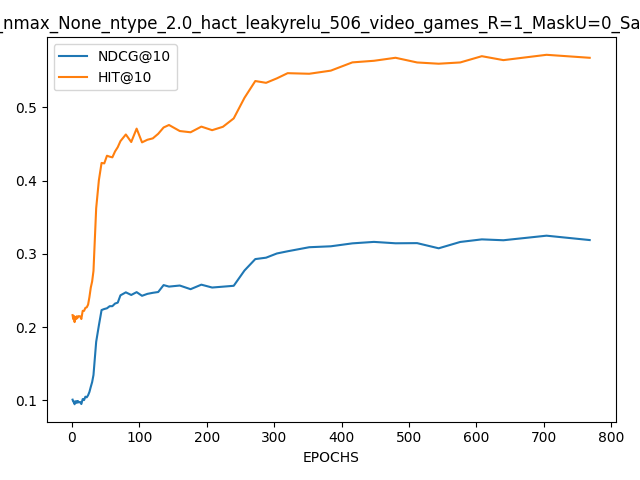 _nmax_None_ntype_2.0_hact_leakyrelu_506_video_games_R=1_MaskU=0_Sa
NDCG@10
HIT@10
0.5
0.4
0.3
0.2
0.1
0 100 200 300 400 500 600 700 800
EPOCHS